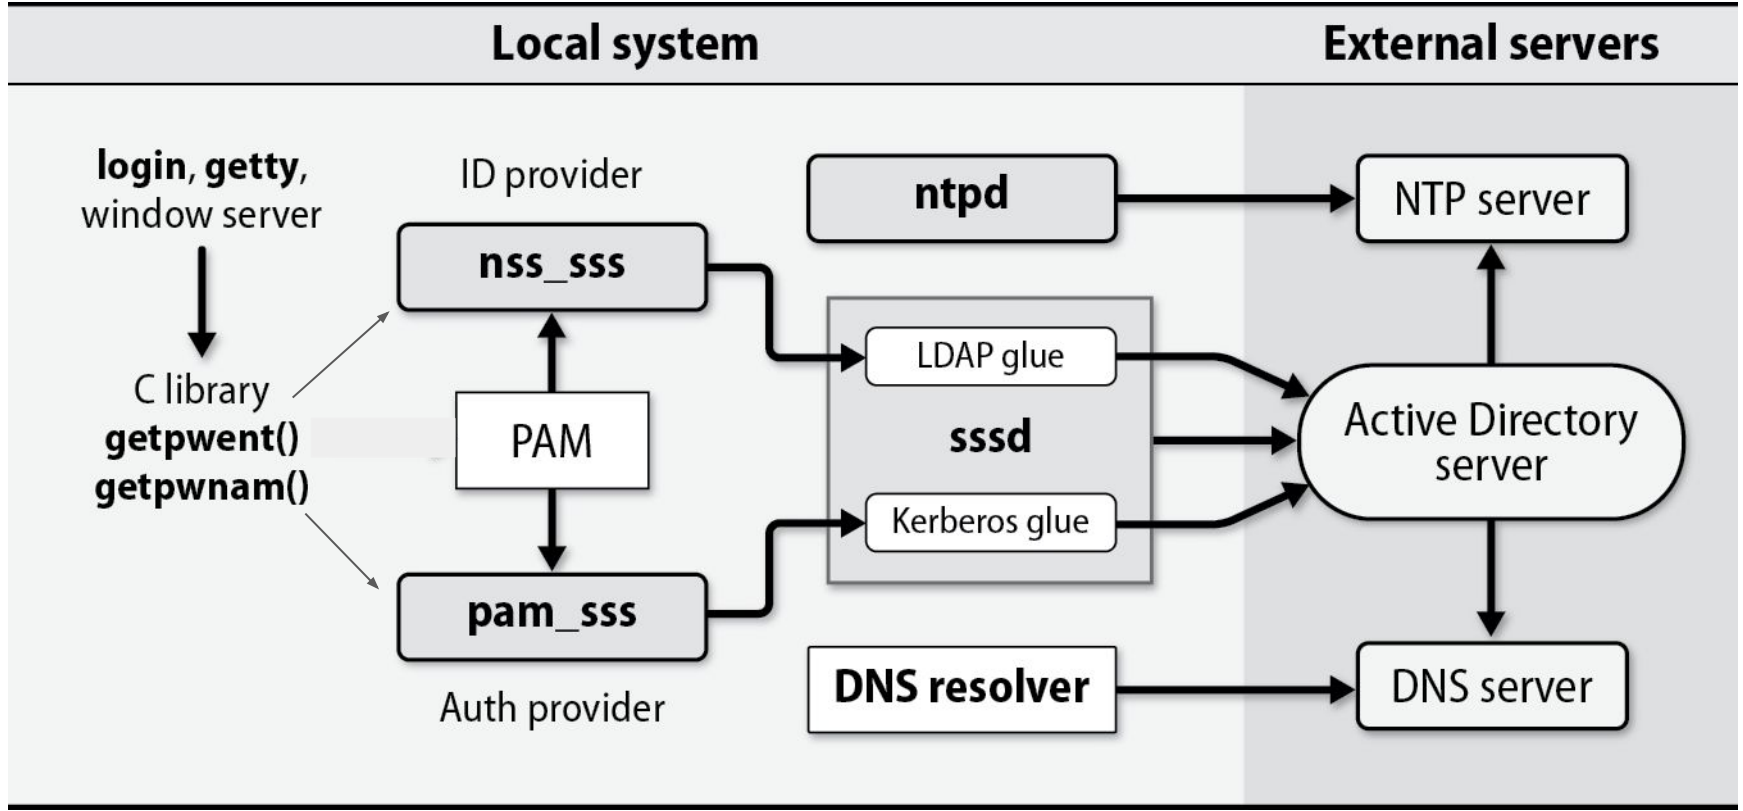 Local system
External servers
login, getty,
window server
C library
getpwent()
getpwnam()
ID provider
nss_sss
PAM
pam_sss
Auth provider
ntpd
LDAP glue
sssd
Kerberos glue
DNS resolver
NTP server
Active Directory
server
DNS server